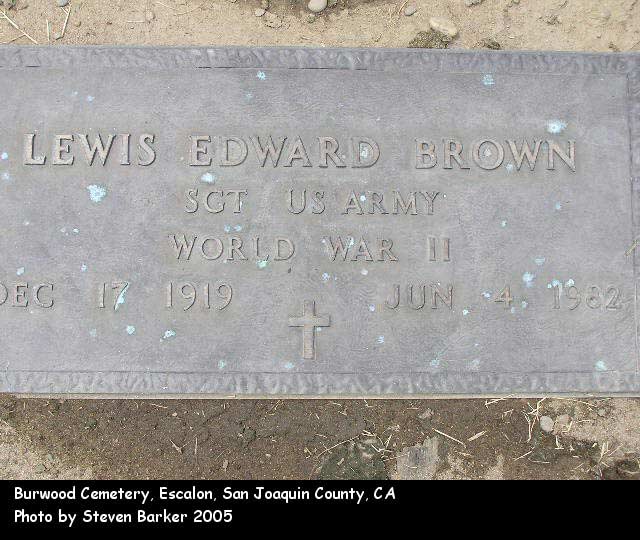 LEWIS EDWARD BROWN
SGT US ARMY
WORLD WAR II
DEC 17 1919 JUN 4 1982
Burwood Cemetery, Escalon, San Joaquin County, CA
Photo by Steven Barker 2005